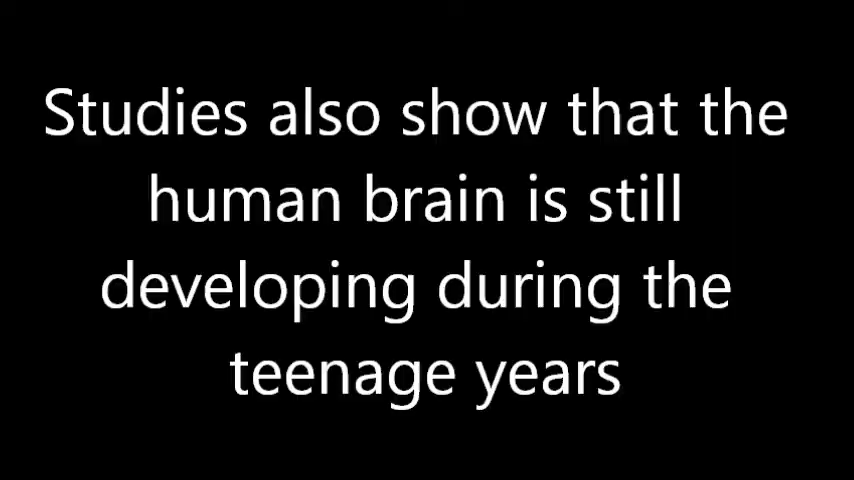 Studies also show that the
human brain is still
developing during the
teenage years